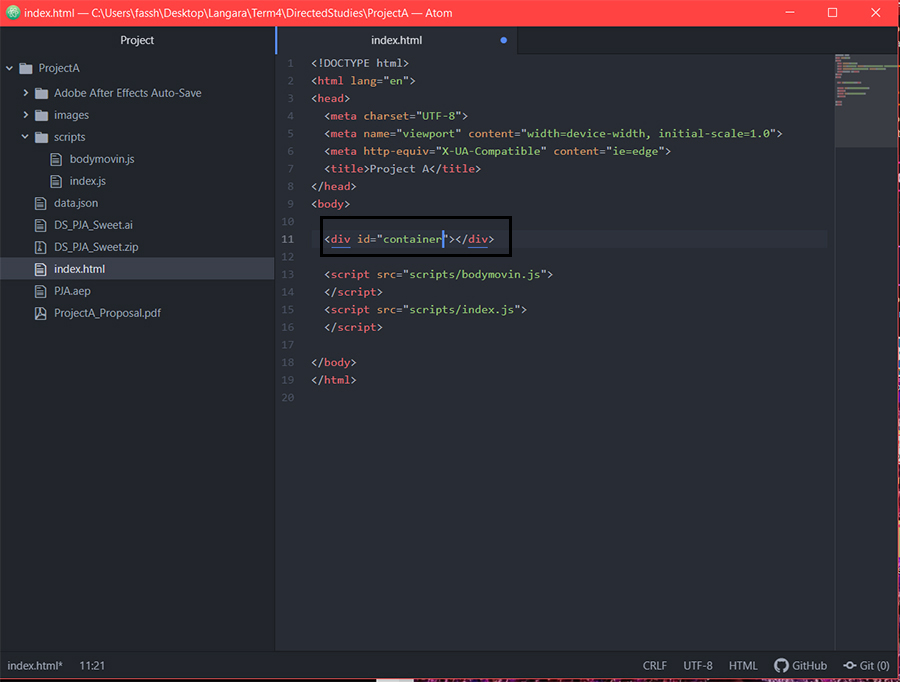 index.html — C:\Users\fassh\Desktop\Langara\Term4\DirectedStudies\ProjectA — Atom
Project
index.html
ProjectA
Adobe After Effects Auto-Save
images
scripts
bodymovin.js
index.js
data.json
DS_PJA_Sweet.ai
DS_PJA_Sweet.zip
index.html
PJA.aep
ProjectA_Proposal.pdf
1 <!DOCTYPE html>
2 <html lang="en">
3 <head>
4 <meta charset="UTF-8">
5 <meta name="viewport" content="width=device-width, initial-scale=1.0">
6 <meta http-equiv="X-UA-Compatible" content="ie=edge">
7 <title>Project A</title>
8 </head>
9 <body>
10
11 <div id="container"></div>
12
13 <script src="scripts/bodymovin.js">
14 </script>
15 <script src="scripts/index.js">
16 </script>
17
18 </body>
19 </html>
20
index.html* 11:21 CRLF UTF-8 HTML GitHub Git (0)